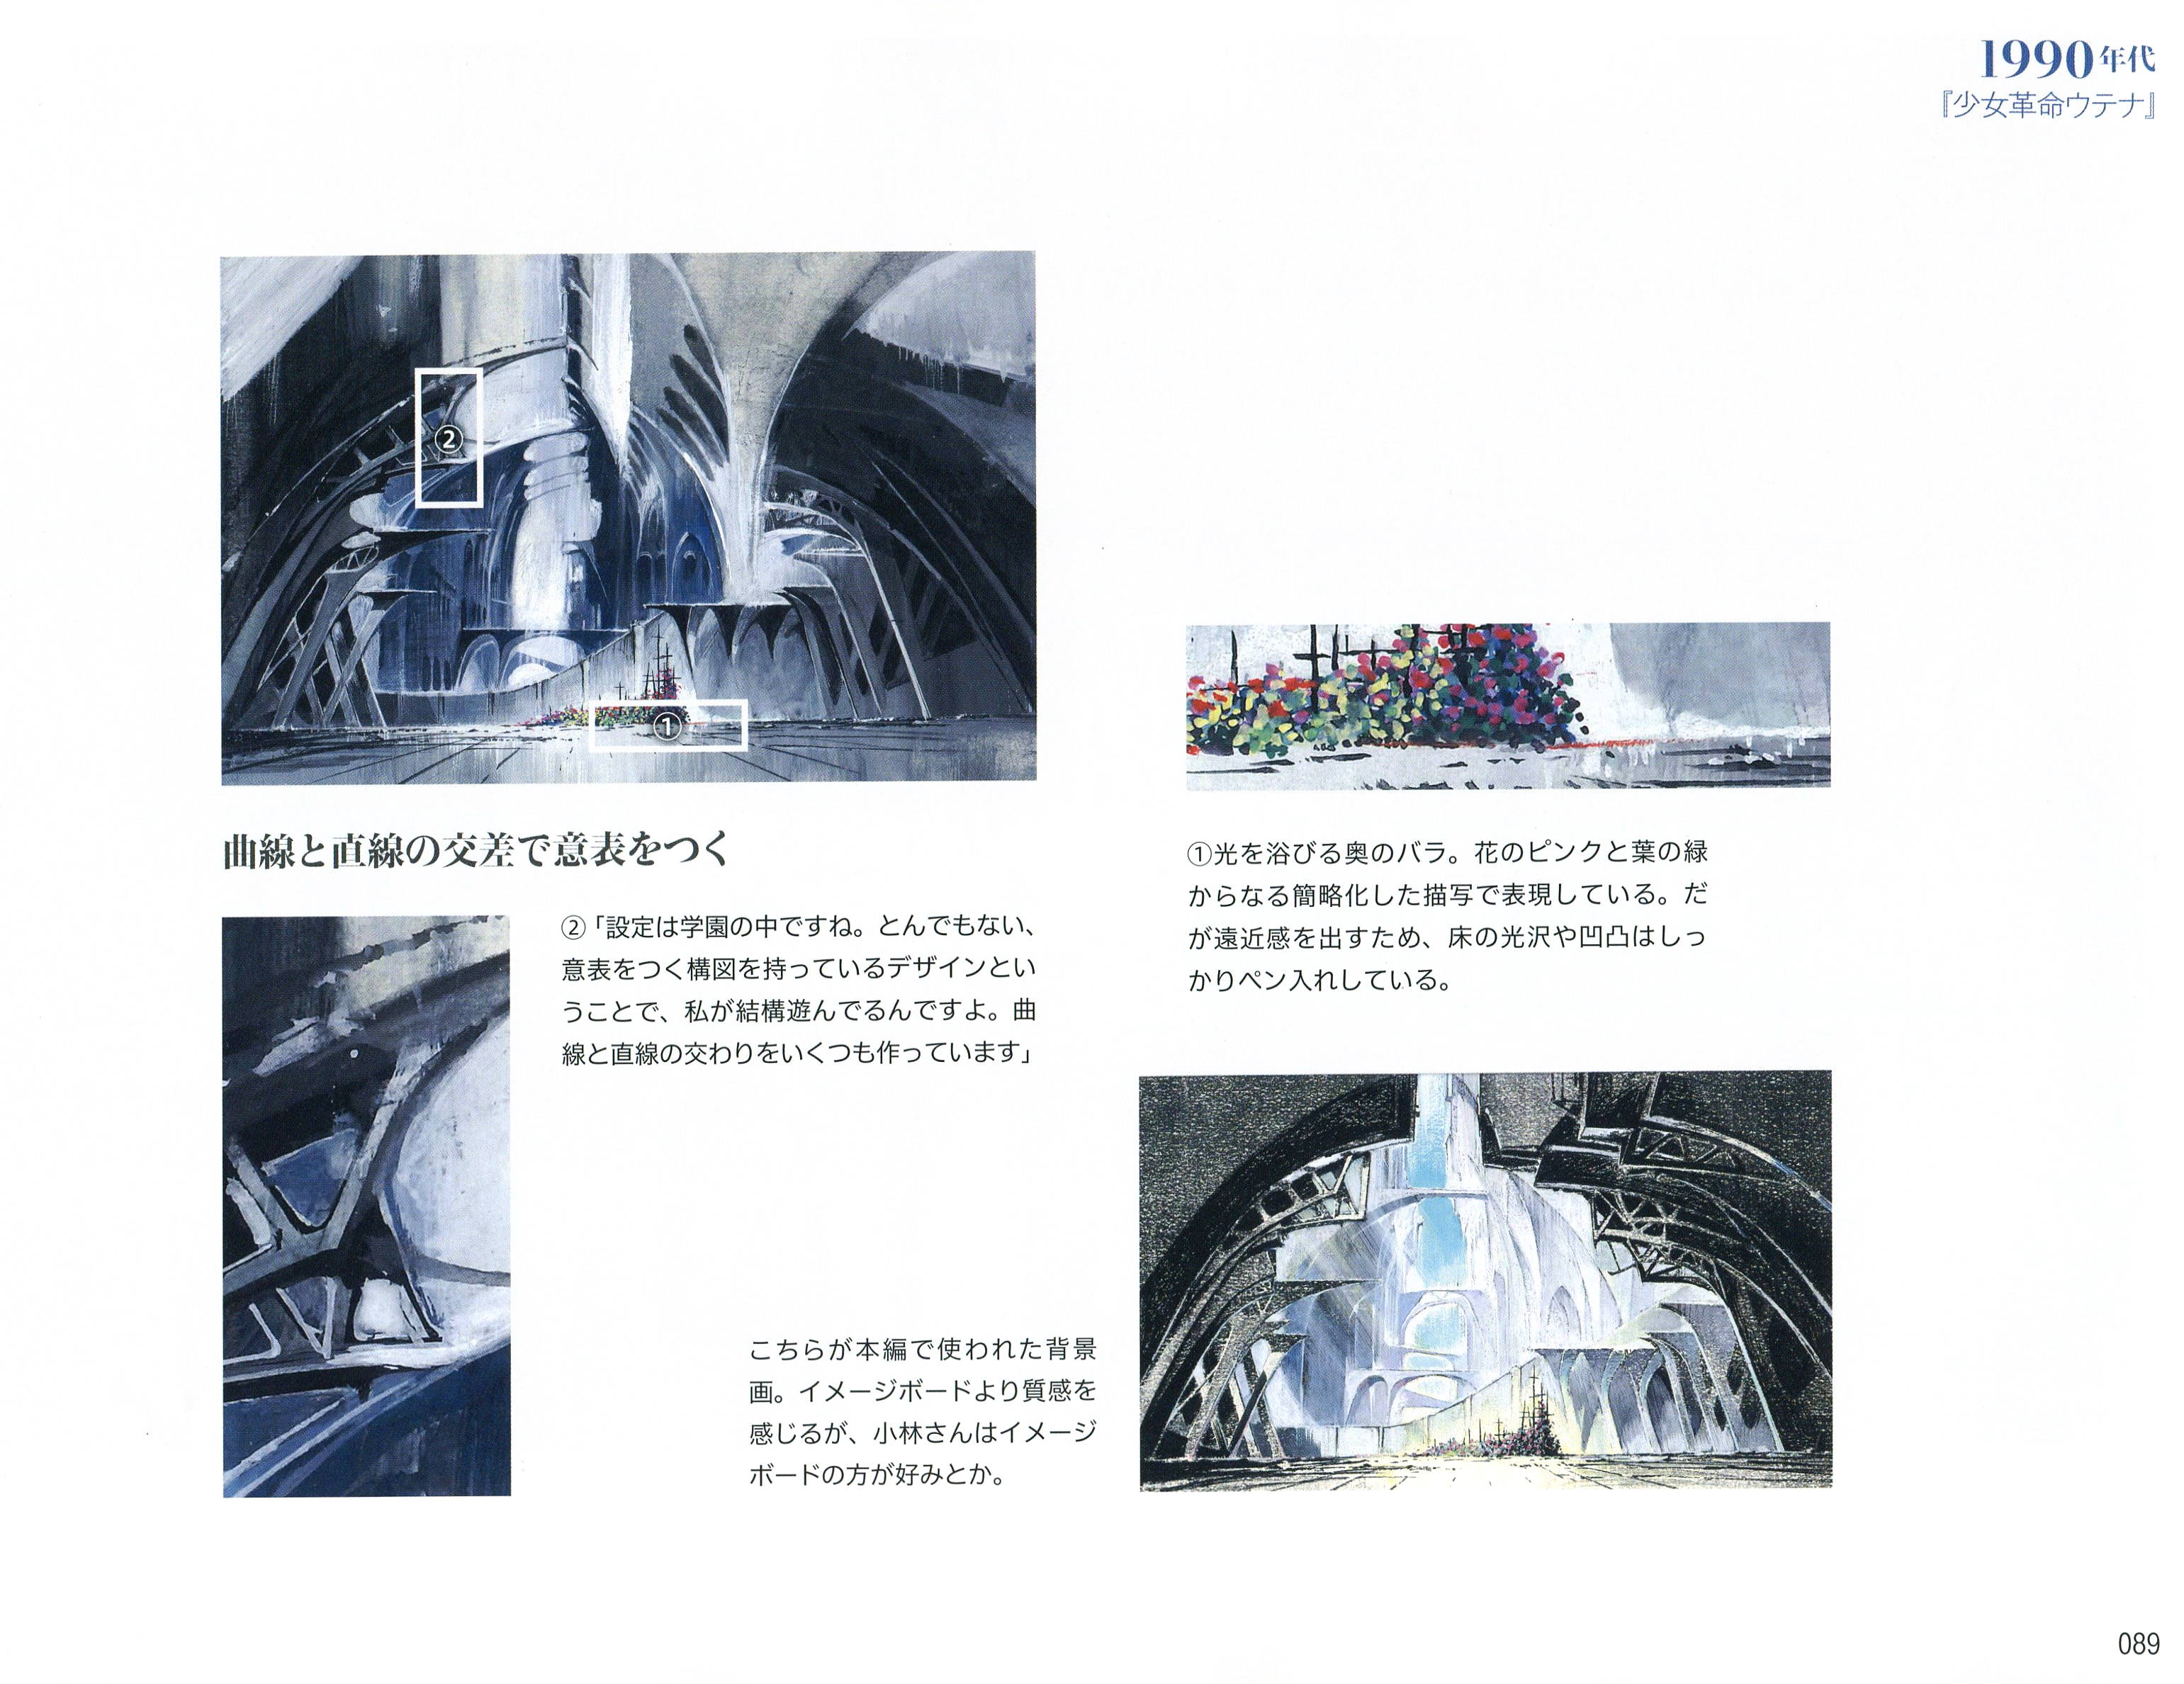 1990年代
『少女革命ウテナ』
②
①
曲線と直線の交差で意表をつく
②「設定は学園の中ですね。とんでもない、
意表をつく構図を持っているデザインとい
うことで、私が結構遊んでるんですよ。曲
線と直線の交わりをいくつも作っています」
①光を浴びる奥のバラ。花のピンクと葉の緑
からなる簡略化した描写で表現している。だ
が遠近感を出すため、床の光沢や凹凸はしっ
かりペン入れしている。
こちらが本編で使われた背景
画。イメージボードより質感を
感じるが、小林さんはイメージ
ボードの方が好みとか。
089